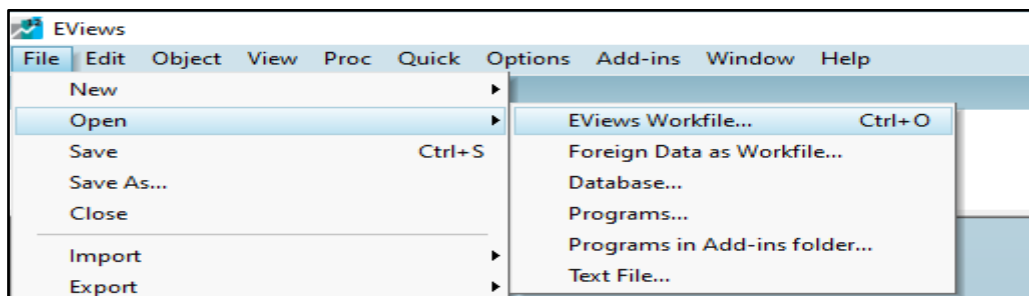 EViews
File Edit Object View Proc Quick Options Add-ins Window Help
New
Open
Save Ctrl+S
Save As...
Close
Import
Export
EViews Workfile... Ctrl+O
Foreign Data as Workfile...
Database...
Programs...
Programs in Add-ins folder...
Text File...